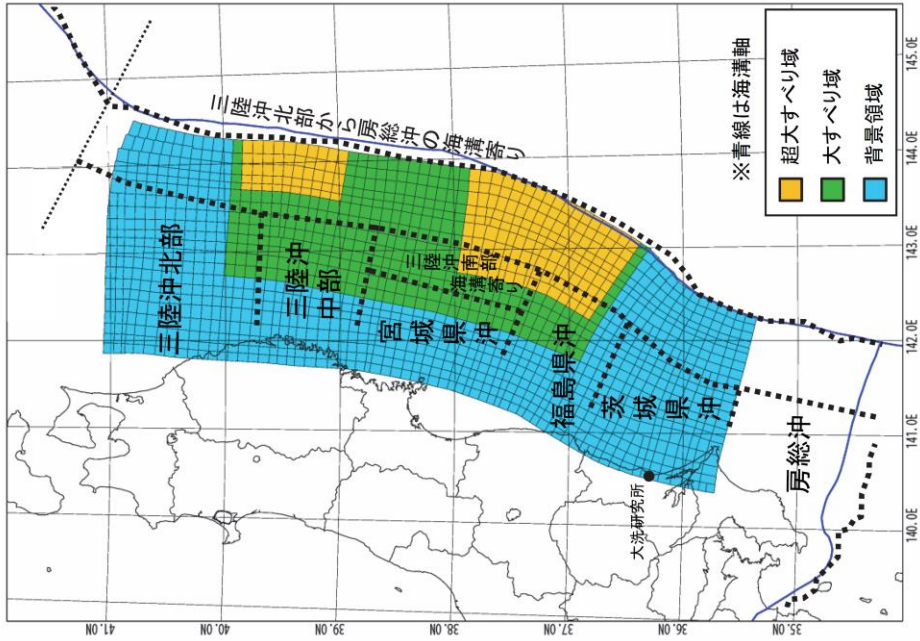 三陸沖北部から房総沖の海溝寄り
三陸沖北部
三陸沖
中部
三陸沖南部
海溝寄り
宮城県沖
福島県沖
茨城県沖
房総沖
大洗研究所
※青線は海溝軸
超大すべり域
大すべり域
背景領域
41.0N
40.0N
39.0N
38.0N
37.0N
36.0N
35.0N
140.0E
141.0E
142.0E
143.0E
144.0E
145.0E